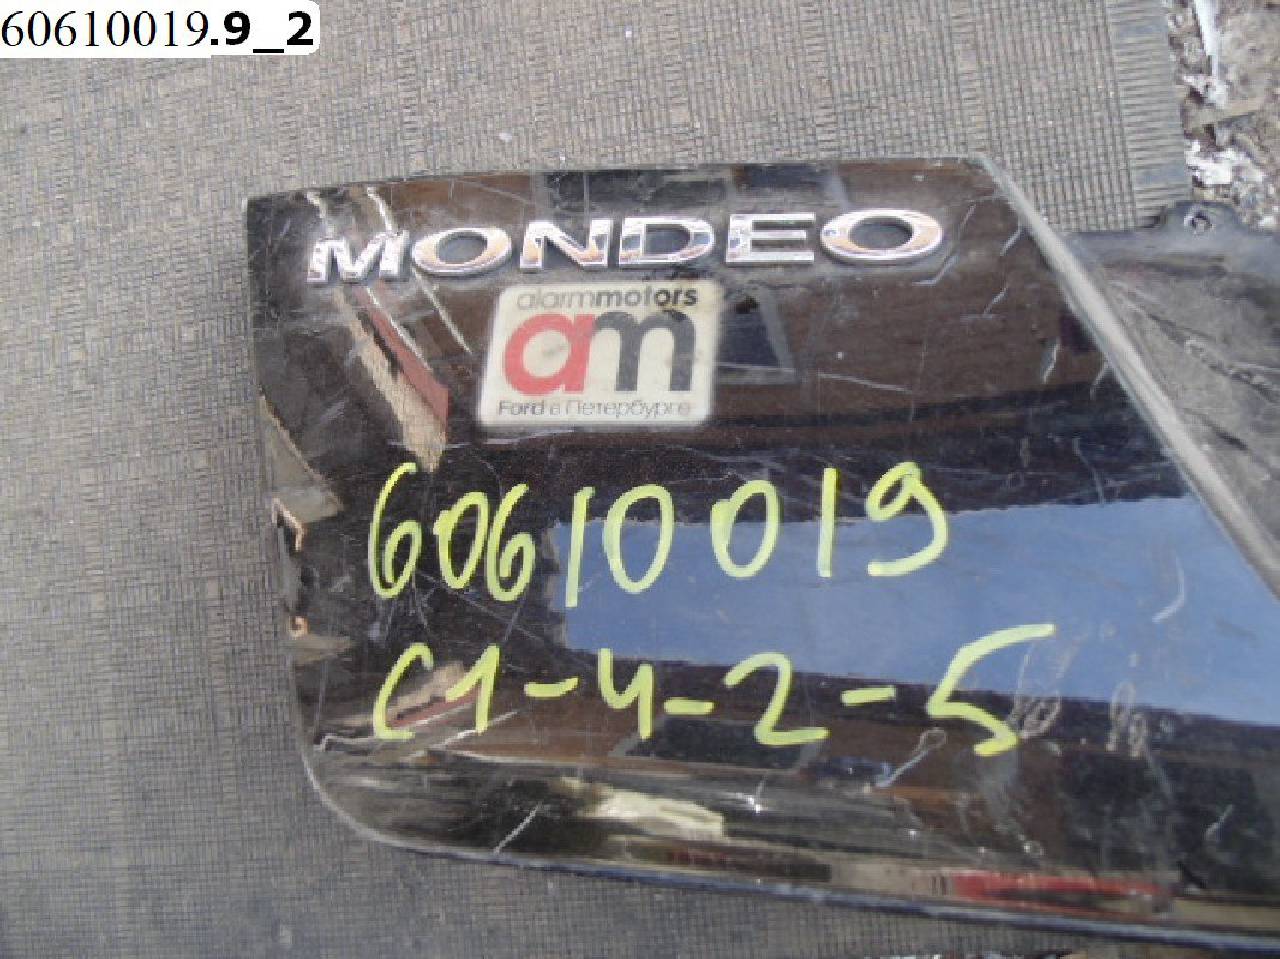 60610019.9_2
MONDEO
alarmmotors
am
Ford в Петербурге
60610019
C1-4-2-5